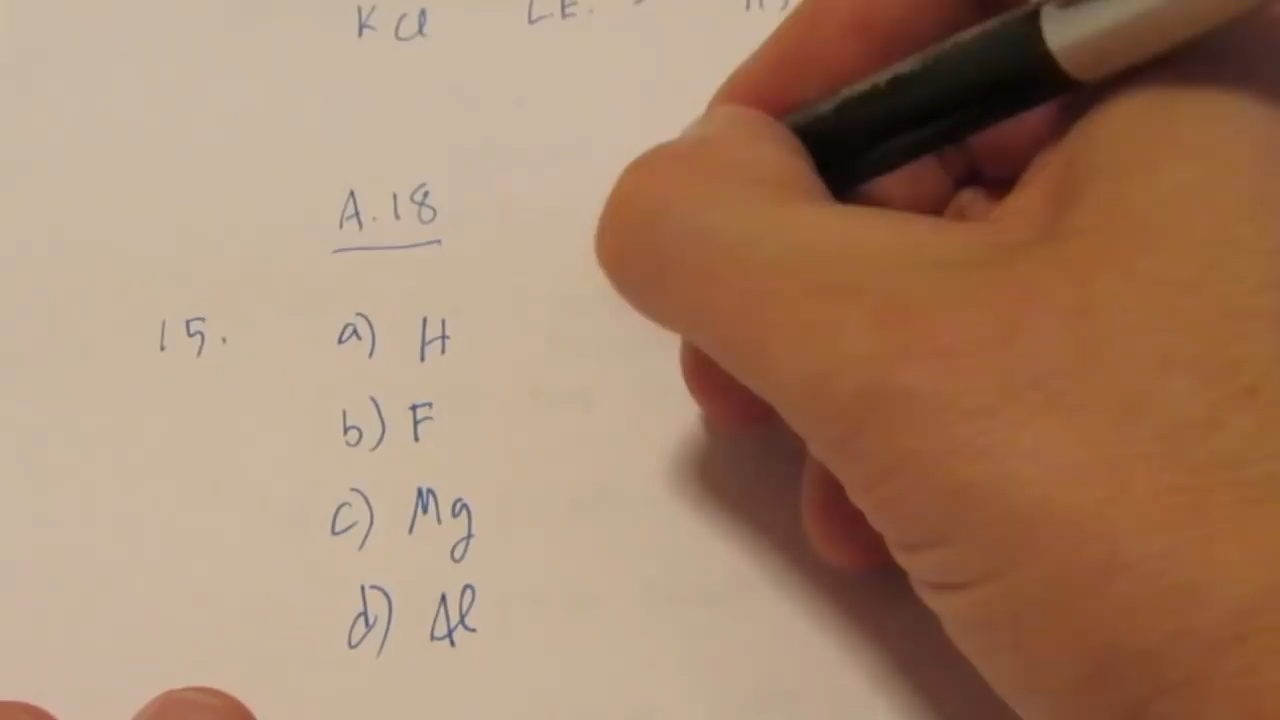 KCl L.E.
A.18
15. a) H
b) F
c) Mg
d) Al